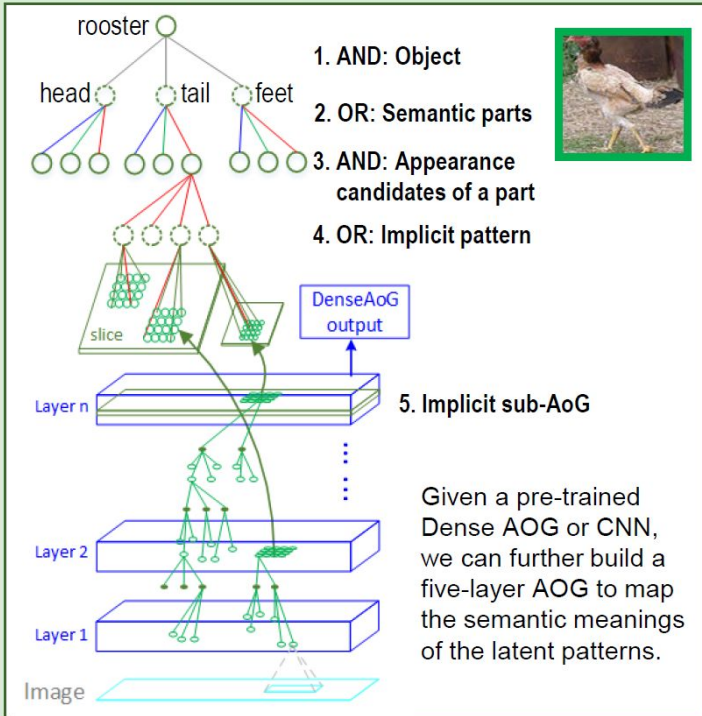 rooster
head
tail
feet
1. AND: Object
2. OR: Semantic parts
3. AND: Appearance
candidates of a part
4. OR: Implicit pattern
slice
DenseAoG
output
Layer n
5. Implicit sub-AoG
Layer 2
Layer 1
Image
Given a pre-trained
Dense AOG or CNN,
we can further build a
five-layer AOG to map
the semantic meanings
of the latent patterns.